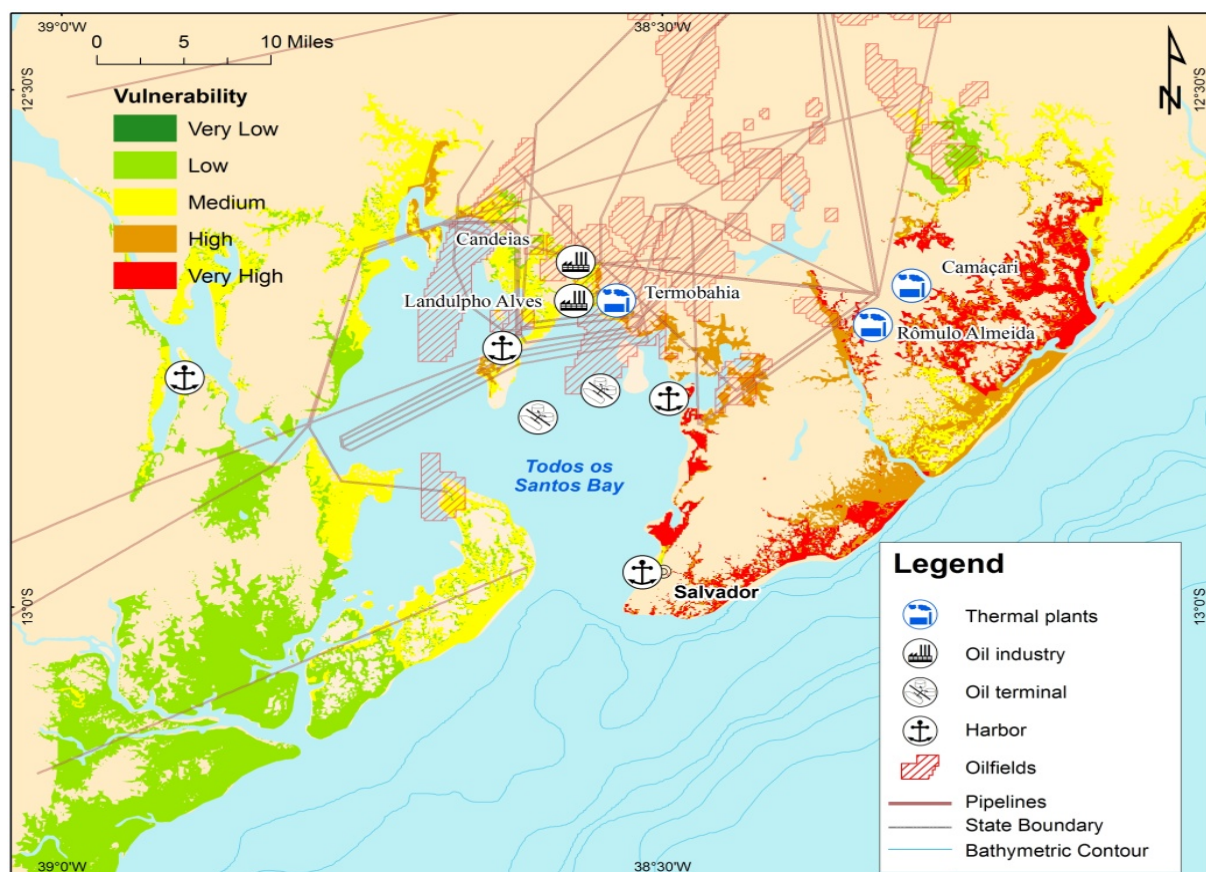 39°0'W
38°30'W
0 5 10 Miles
N
12°30'S
12°30'S
Vulnerability
Very Low
Low
Medium
High
Very High
Candeias
Landulpho Alves
Termobahia
Camaçari
Rômulo Almeida
Todos os
Santos Bay
Salvador
13°0'S
13°0'S
Legend
Thermal plants
Oil industry
Oil terminal
Harbor
Oilfields
Pipelines
State Boundary
Bathymetric Contour
39°0'W
38°30'W